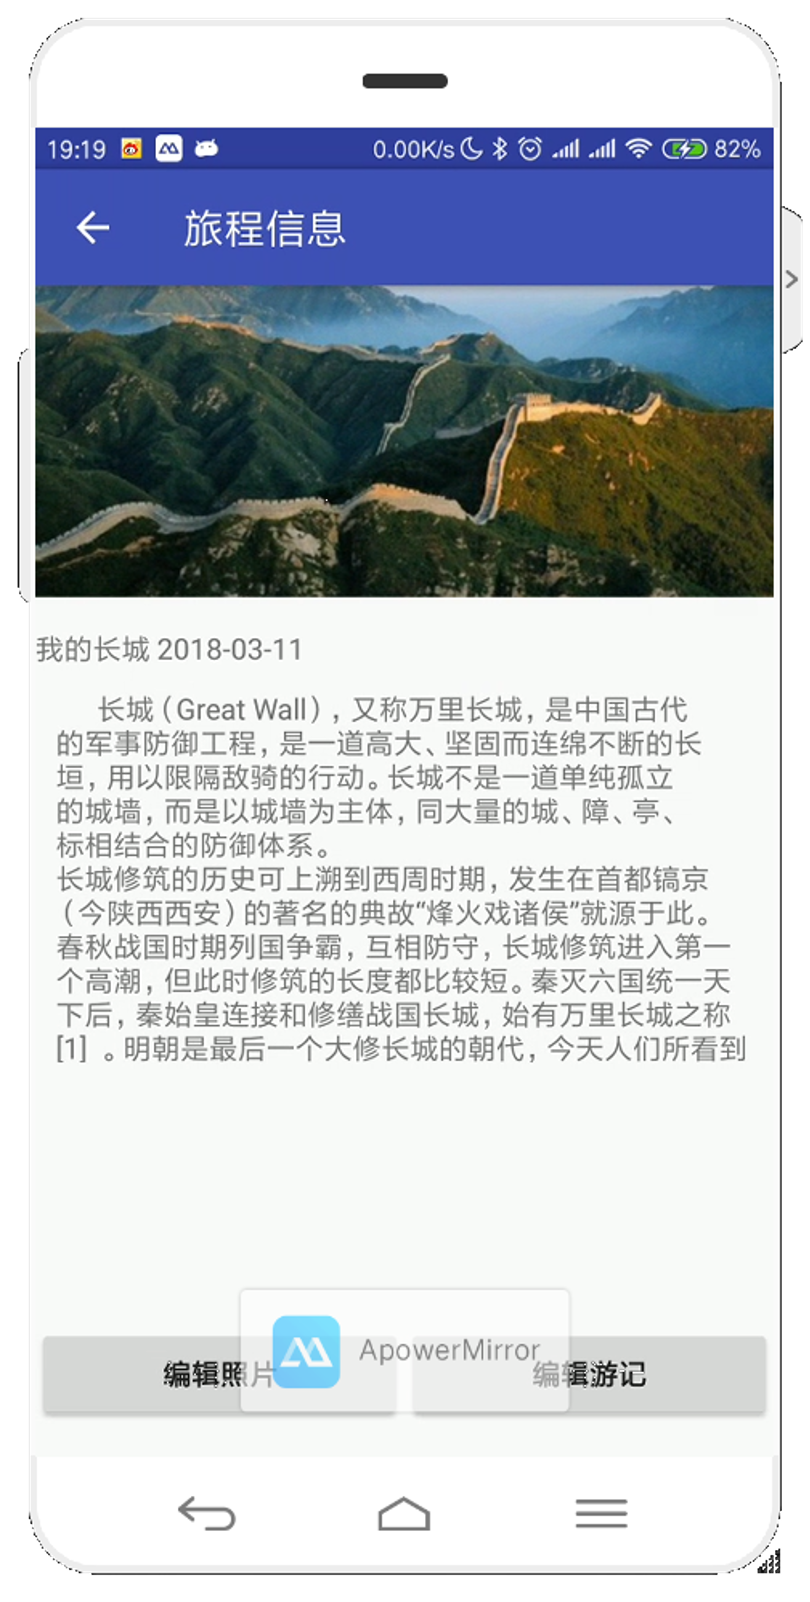 19:19 0.00K/s 82%
旅程信息
我的长城 2018-03-11
长城（Great Wall），又称万里长城，是中国古代
的军事防御工程，是一道高大、坚固而连绵不断的长
垣，用以限隔敌骑的行动。长城不是一道单纯孤立
的城墙，而是以城墙为主体，同大量的城、障、亭、
标相结合的防御体系。
长城修筑的历史可上溯到西周时期，发生在首都镐京
（今陕西西安）的著名的典故“烽火戏诸侯”就源于此。
春秋战国时期列国争霸，互相防守，长城修筑进入第一
个高潮，但此时修筑的长度都比较短。秦灭六国统一天
下后，秦始皇连接和修缮战国长城，始有万里长城之称
[1] 。明朝是最后一个大修长城的朝代，今天人们所看到
ApowerMirror
编辑照片 编辑游记